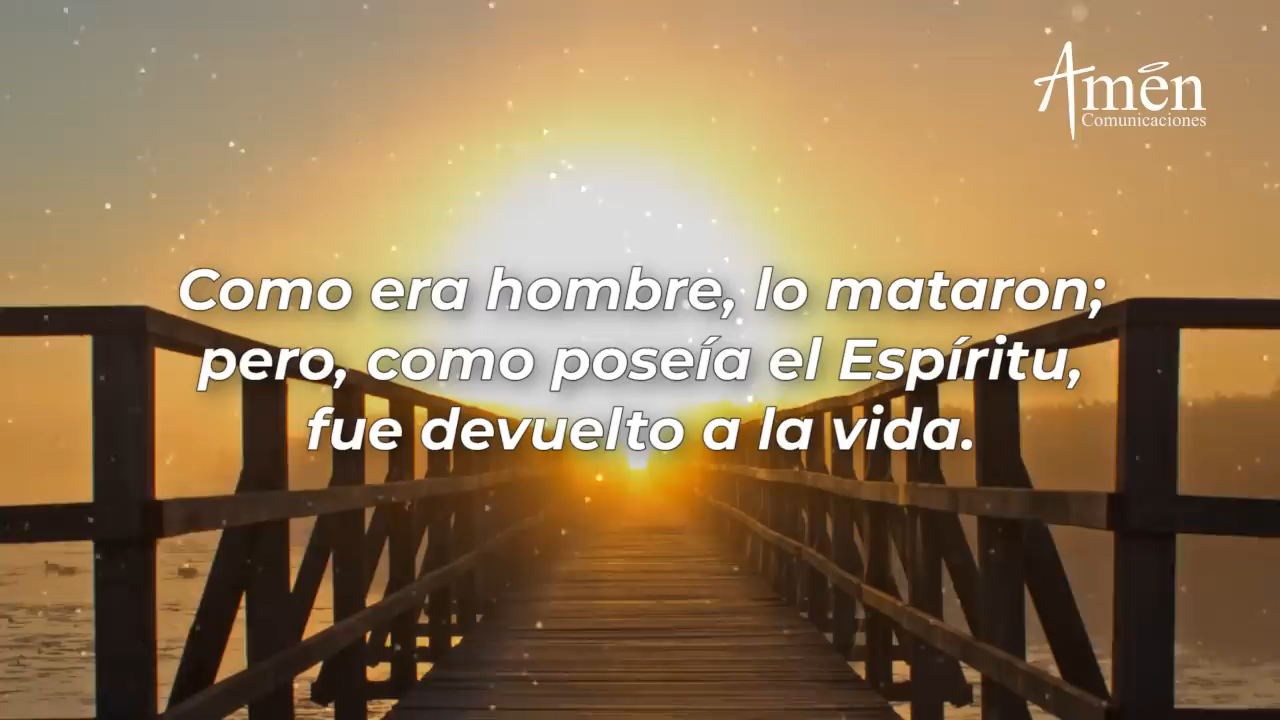 Amén
Comunicaciones
Como era hombre, lo mataron;
pero, como poseía el Espíritu,
fue devuelto a la vida.